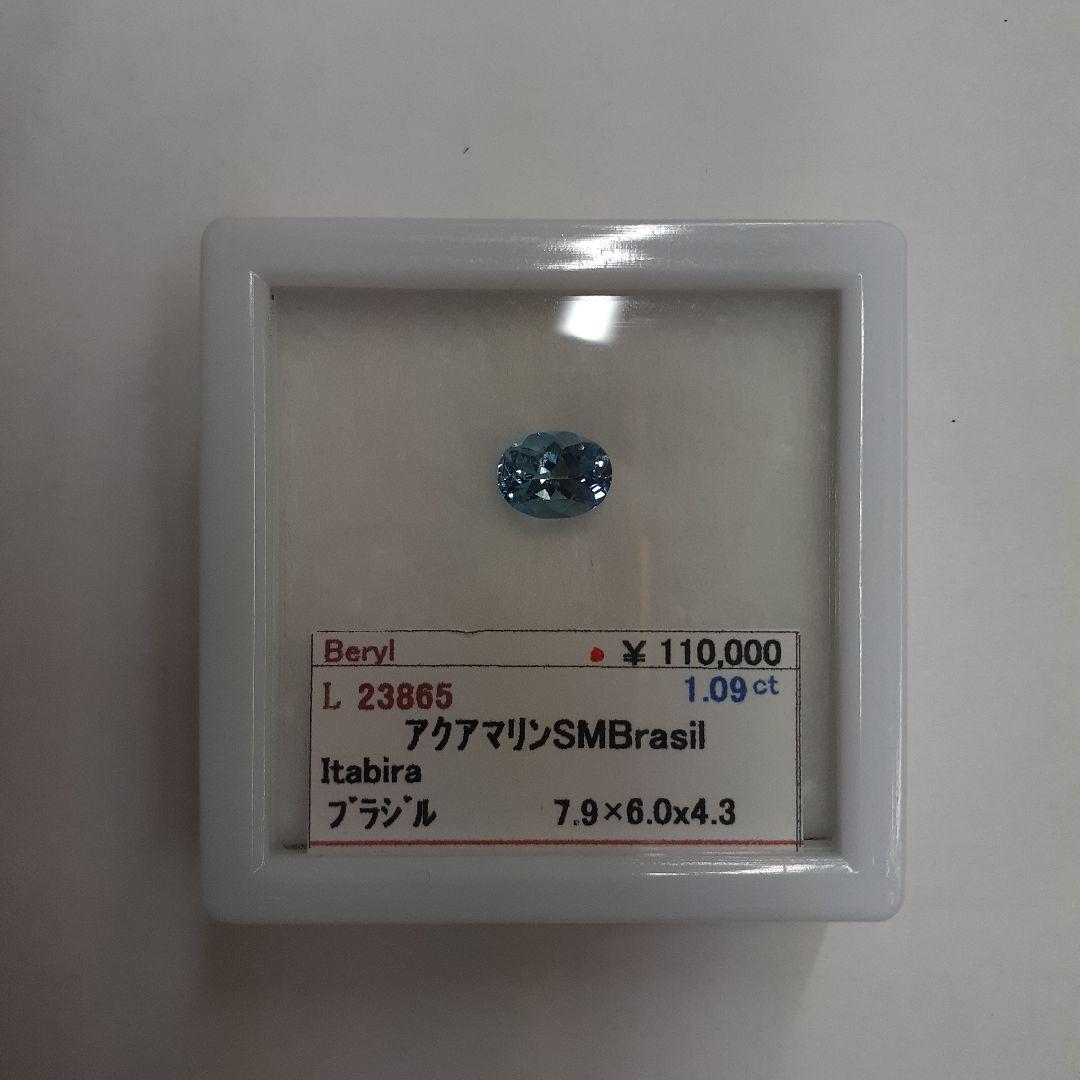 Beryl ¥ 110,000
L 23865 1.09 ct
アクアマリンSMBrasil
Itabira
ブラジル 7.9×6.0x4.3